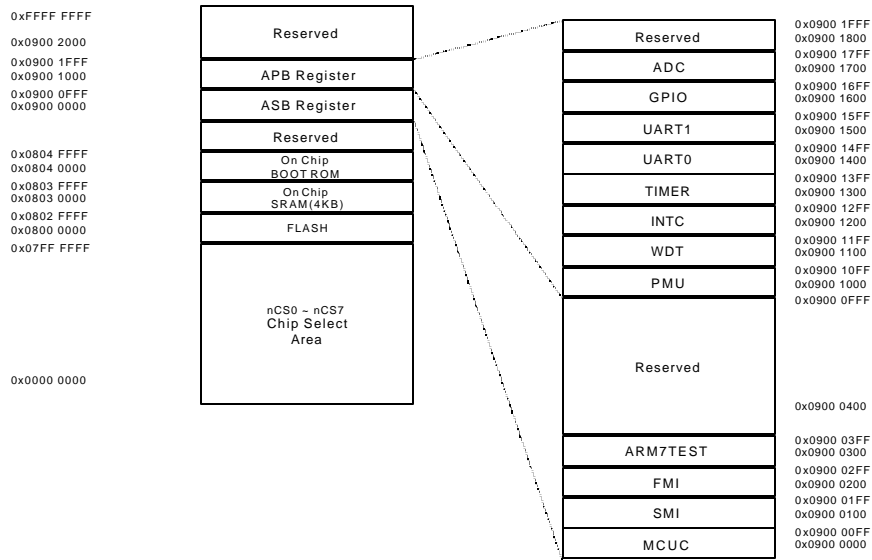 0xFFFF FFFF
Reserved
0x0900 2000
0x0900 1FFF
APB Register
0x0900 1000
0x0900 0FFF
ASB Register
0x0900 0000
Reserved
0x0804 FFFF
On Chip
BOOT ROM
0x0804 0000
0x0803 FFFF
On Chip
SRAM(4KB)
0x0803 0000
0x0802 FFFF
FLASH
0x0800 0000
0x07FF FFFF
nCS0 ~ nCS7
Chip Select
Area
0x0000 0000
0x0900 1FFF
Reserved
0x0900 1800
0x0900 17FF
ADC
0x0900 1700
0x0900 16FF
GPIO
0x0900 1600
0x0900 15FF
UART1
0x0900 1500
0x0900 14FF
UART0
0x0900 1400
0x0900 13FF
TIMER
0x0900 1300
0x0900 12FF
INTC
0x0900 1200
0x0900 11FF
WDT
0x0900 1100
0x0900 10FF
PMU
0x0900 1000
0x0900 0FFF
Reserved
0x0900 0400
0x0900 03FF
ARM7TEST
0x0900 0300
0x0900 02FF
FMI
0x0900 0200
0x0900 01FF
SMI
0x0900 0100
0x0900 00FF
MCUC
0x0900 0000